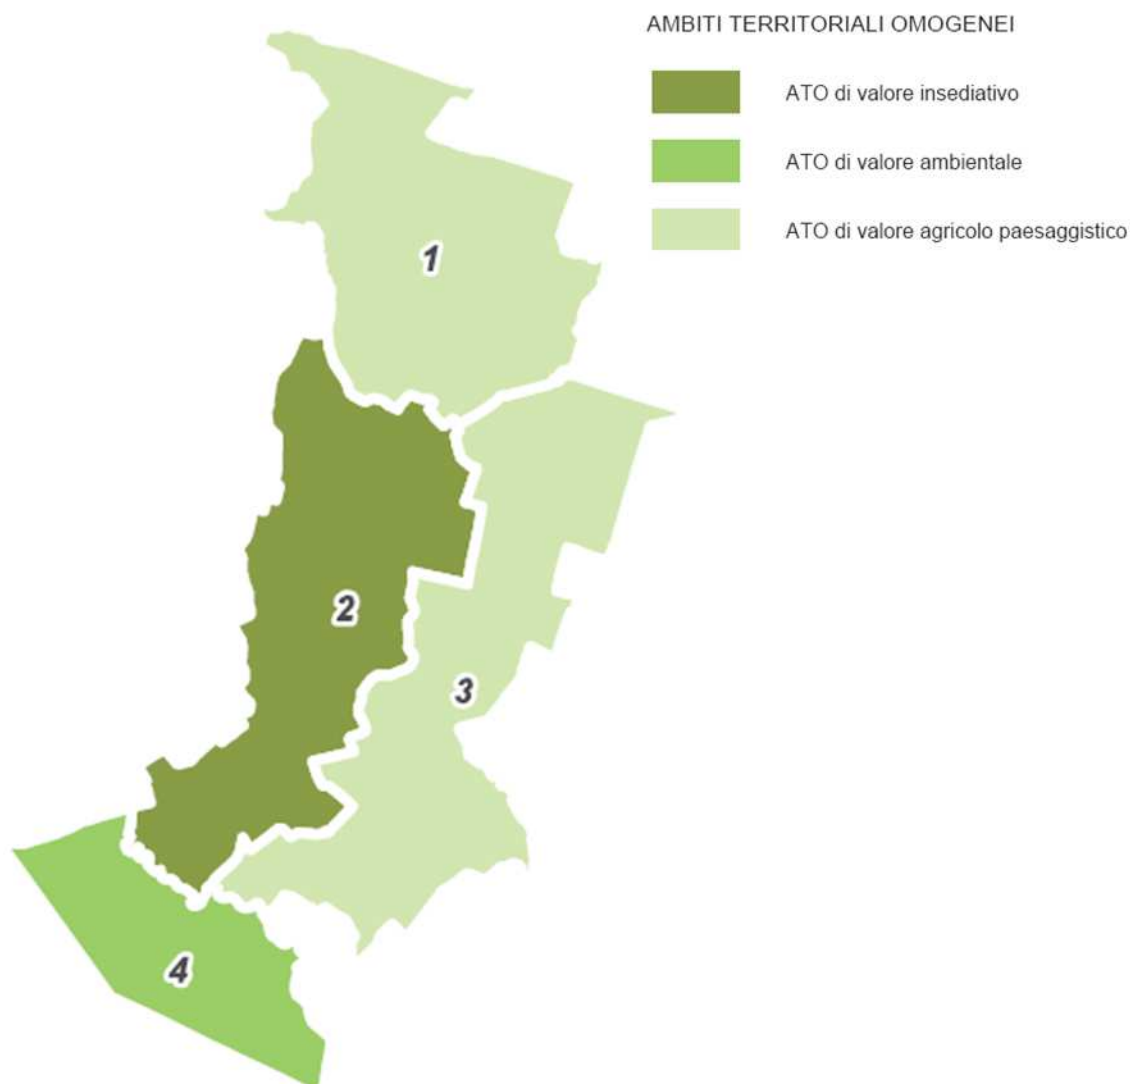 AMBITI TERRITORIALI OMOGENEI
ATO di valore insediativo
ATO di valore ambientale
ATO di valore agricolo paesaggistico
1
2
3
4